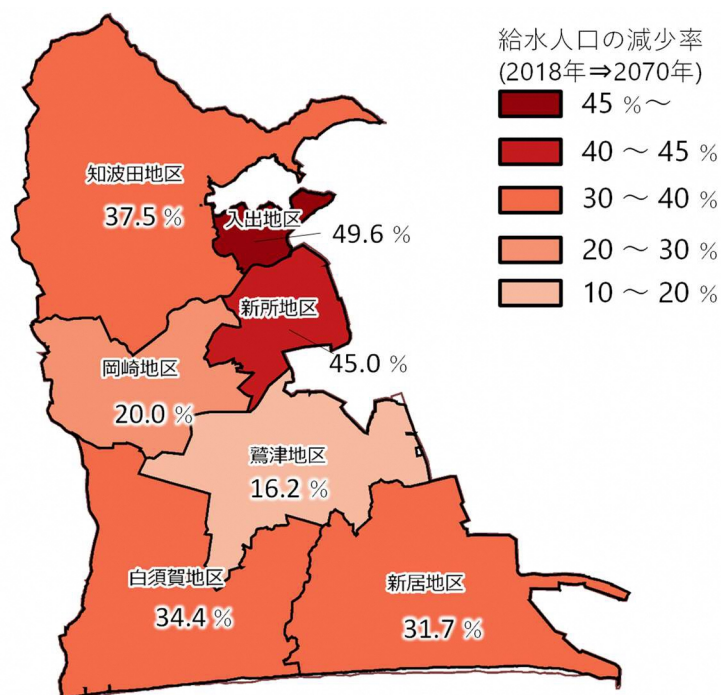 給水人口の減少率
(2018年⇒2070年)
45 %～
40 ～ 45 %
30 ～ 40 %
20 ～ 30 %
10 ～ 20 %
知波田地区
37.5 %
入出地区
49.6 %
新所地区
45.0 %
岡崎地区
20.0 %
鷲津地区
16.2 %
白須賀地区
34.4 %
新居地区
31.7 %